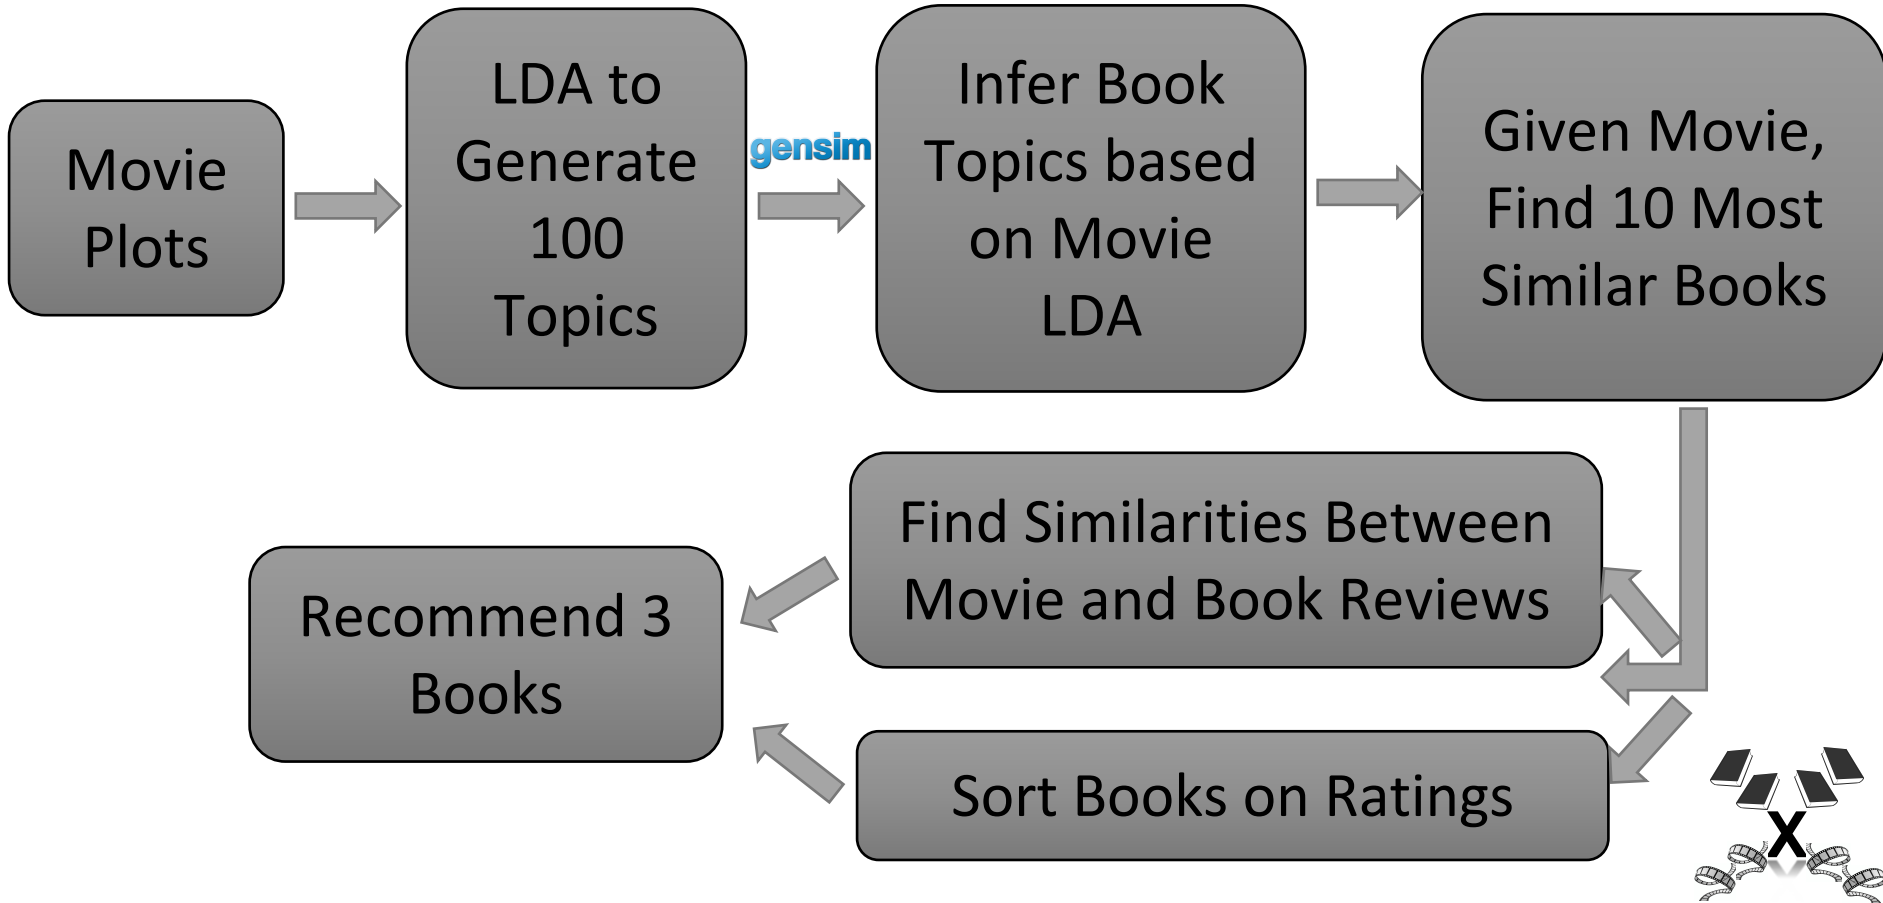 Movie
Plots
LDA to
Generate
100
Topics
gensim
Infer Book
Topics based
on Movie
LDA
Given Movie,
Find 10 Most
Similar Books
Find Similarities Between
Movie and Book Reviews
Recommend 3
Books
Sort Books on Ratings
X